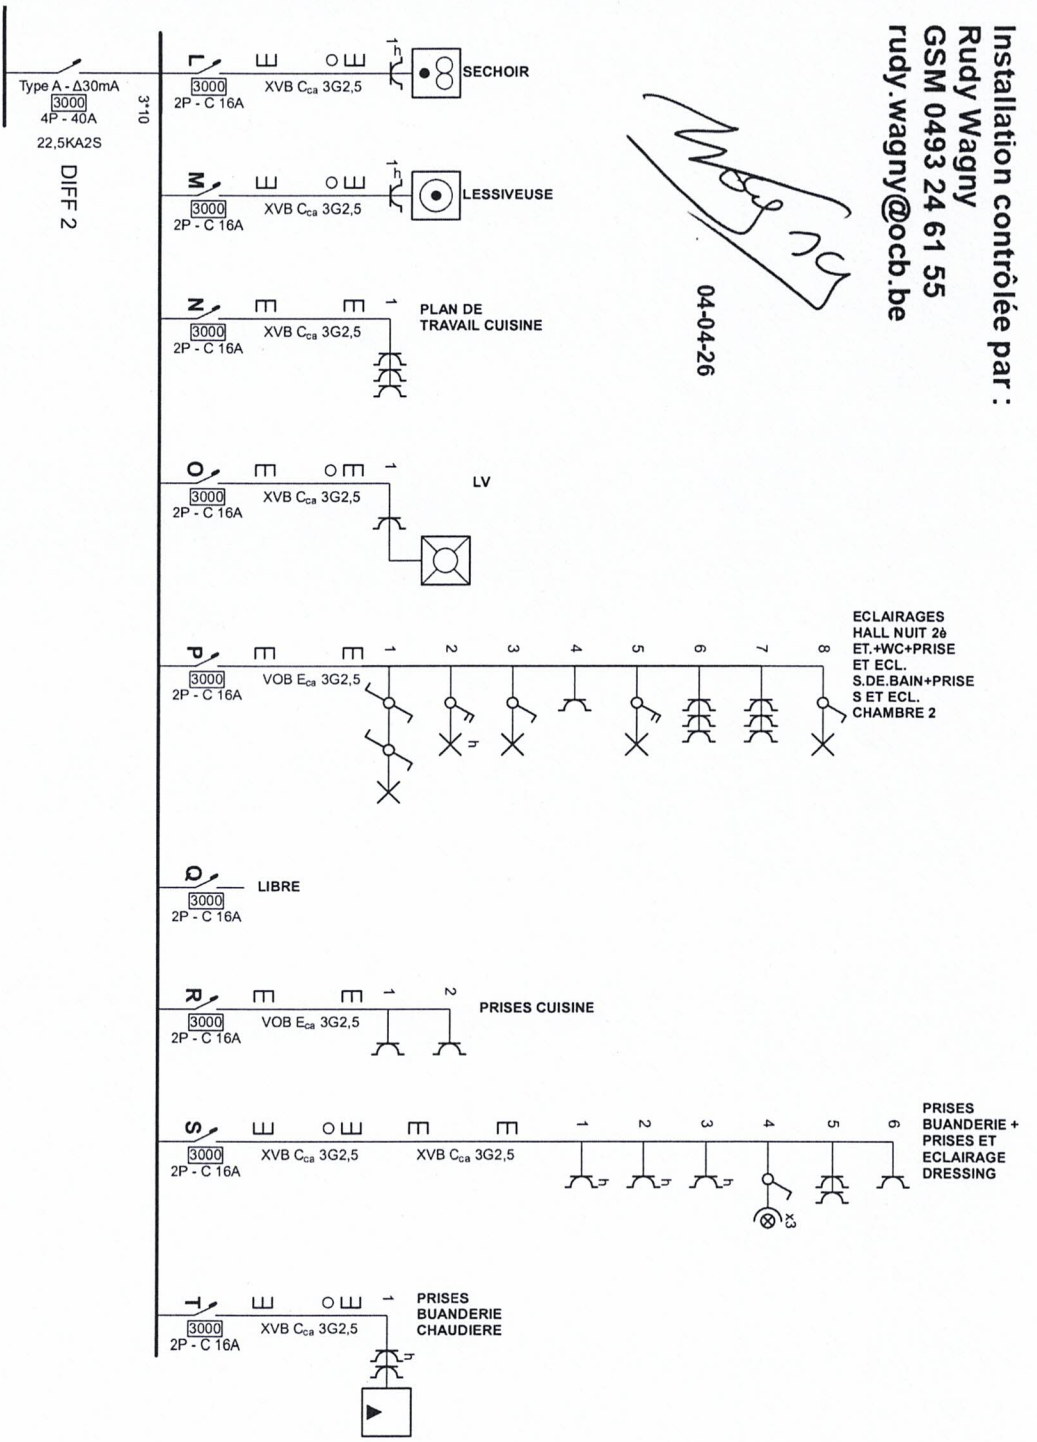 Installation contrôlée par :
Rudy Wagny
GSM 0493 24 61 55
rudy.wagny@ocb.be
04-04-26
Type A - Δ30mA
3000
4P - 40A
22,5KA2S
DIFF 2
3*10
L
3000
2P - C 16A
XVB Cca 3G2,5
1
h
SECHOIR
M
3000
2P - C 16A
XVB Cca 3G2,5
1
h
LESSIVEUSE
N
3000
2P - C 16A
XVB Cca 3G2,5
1
PLAN DE
TRAVAIL CUISINE
O
3000
2P - C 16A
XVB Cca 3G2,5
1
LV
P
3000
2P - C 16A
VOB Eca 3G2,5
1 2 3 4 5 6 7 8
h
ECLAIRAGES
HALL NUIT 2è
ET.+WC+PRISE
ET ECL.
S.DE.BAIN+PRISE
S ET ECL.
CHAMBRE 2
Q
3000
2P - C 16A
LIBRE
R
3000
2P - C 16A
VOB Eca 3G2,5
1 2
PRISES CUISINE
S
3000
2P - C 16A
XVB Cca 3G2,5
XVB Cca 3G2,5
1 2 3 4 5 6
h h h
x3
PRISES
BUANDERIE +
PRISES ET
ECLAIRAGE
DRESSING
T
3000
2P - C 16A
XVB Cca 3G2,5
1
h
PRISES
BUANDERIE
CHAUDIERE